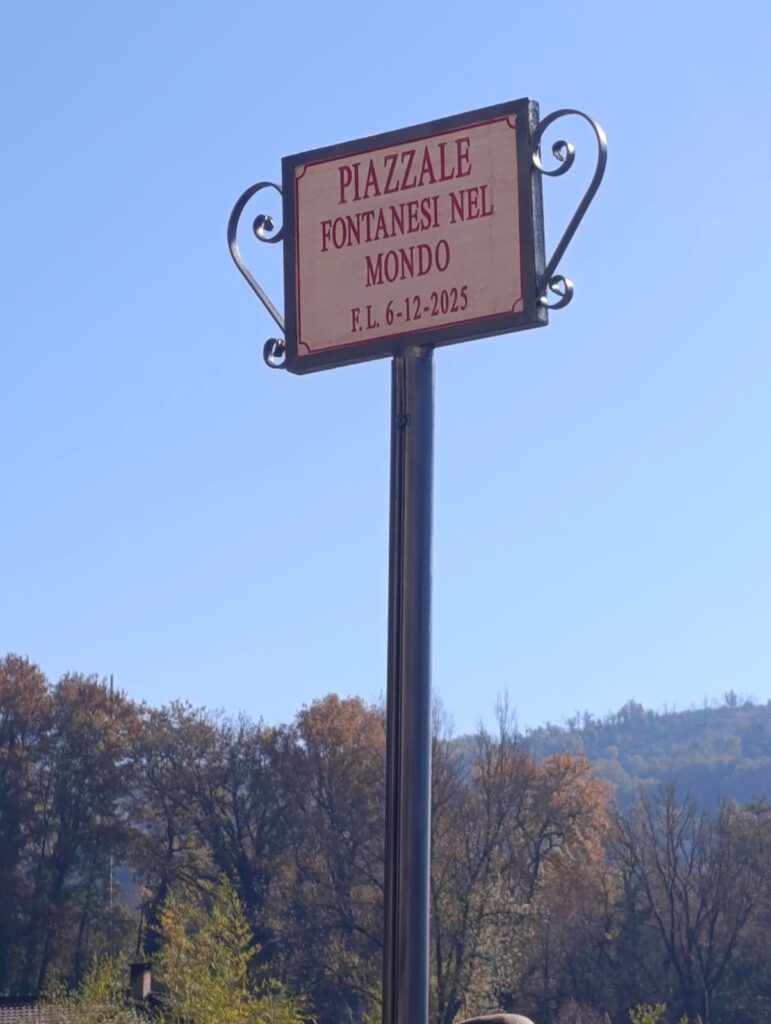 PIAZZALE
FONTANESI NEL
MONDO
F. L. 6-12-2025